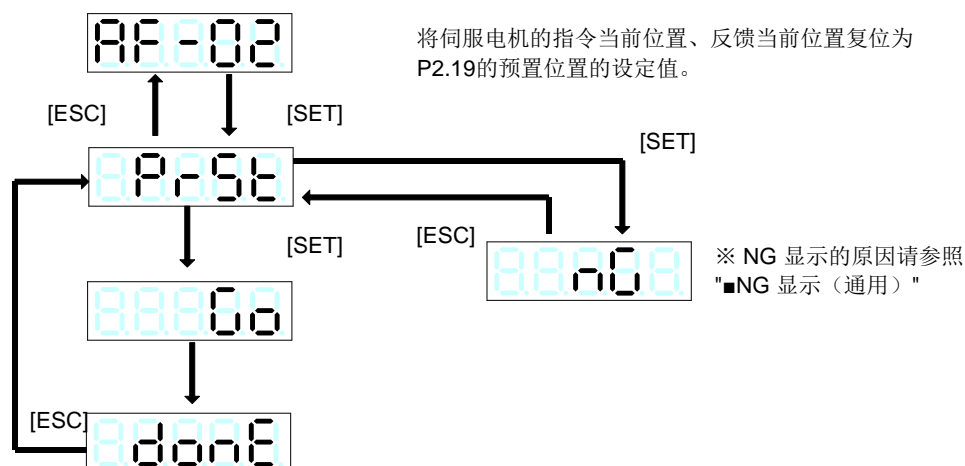 AF-02
将伺服电机的指令当前位置、反馈当前位置复位为
P2.19的预置位置的设定值。
[ESC]
[SET]
[SET]
PrSt
[SET]
[ESC]
nG
※ NG 显示的原因请参照
"■NG 显示（通用）"
Go
[ESC]
donE